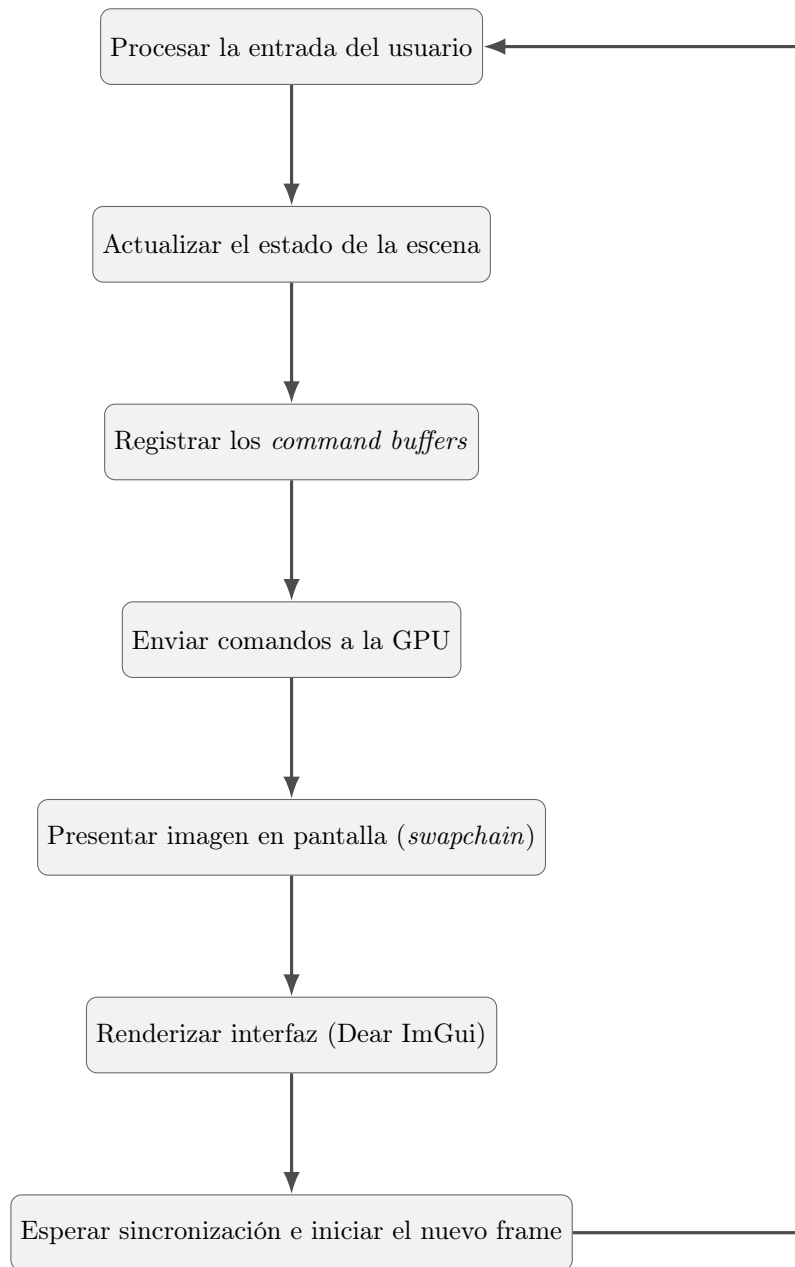 Procesar la entrada del usuario
Actualizar el estado de la escena
Registrar los command buffers
Enviar comandos a la GPU
Presentar imagen en pantalla (swapchain)
Renderizar interfaz (Dear ImGui)
Esperar sincronización e iniciar el nuevo frame